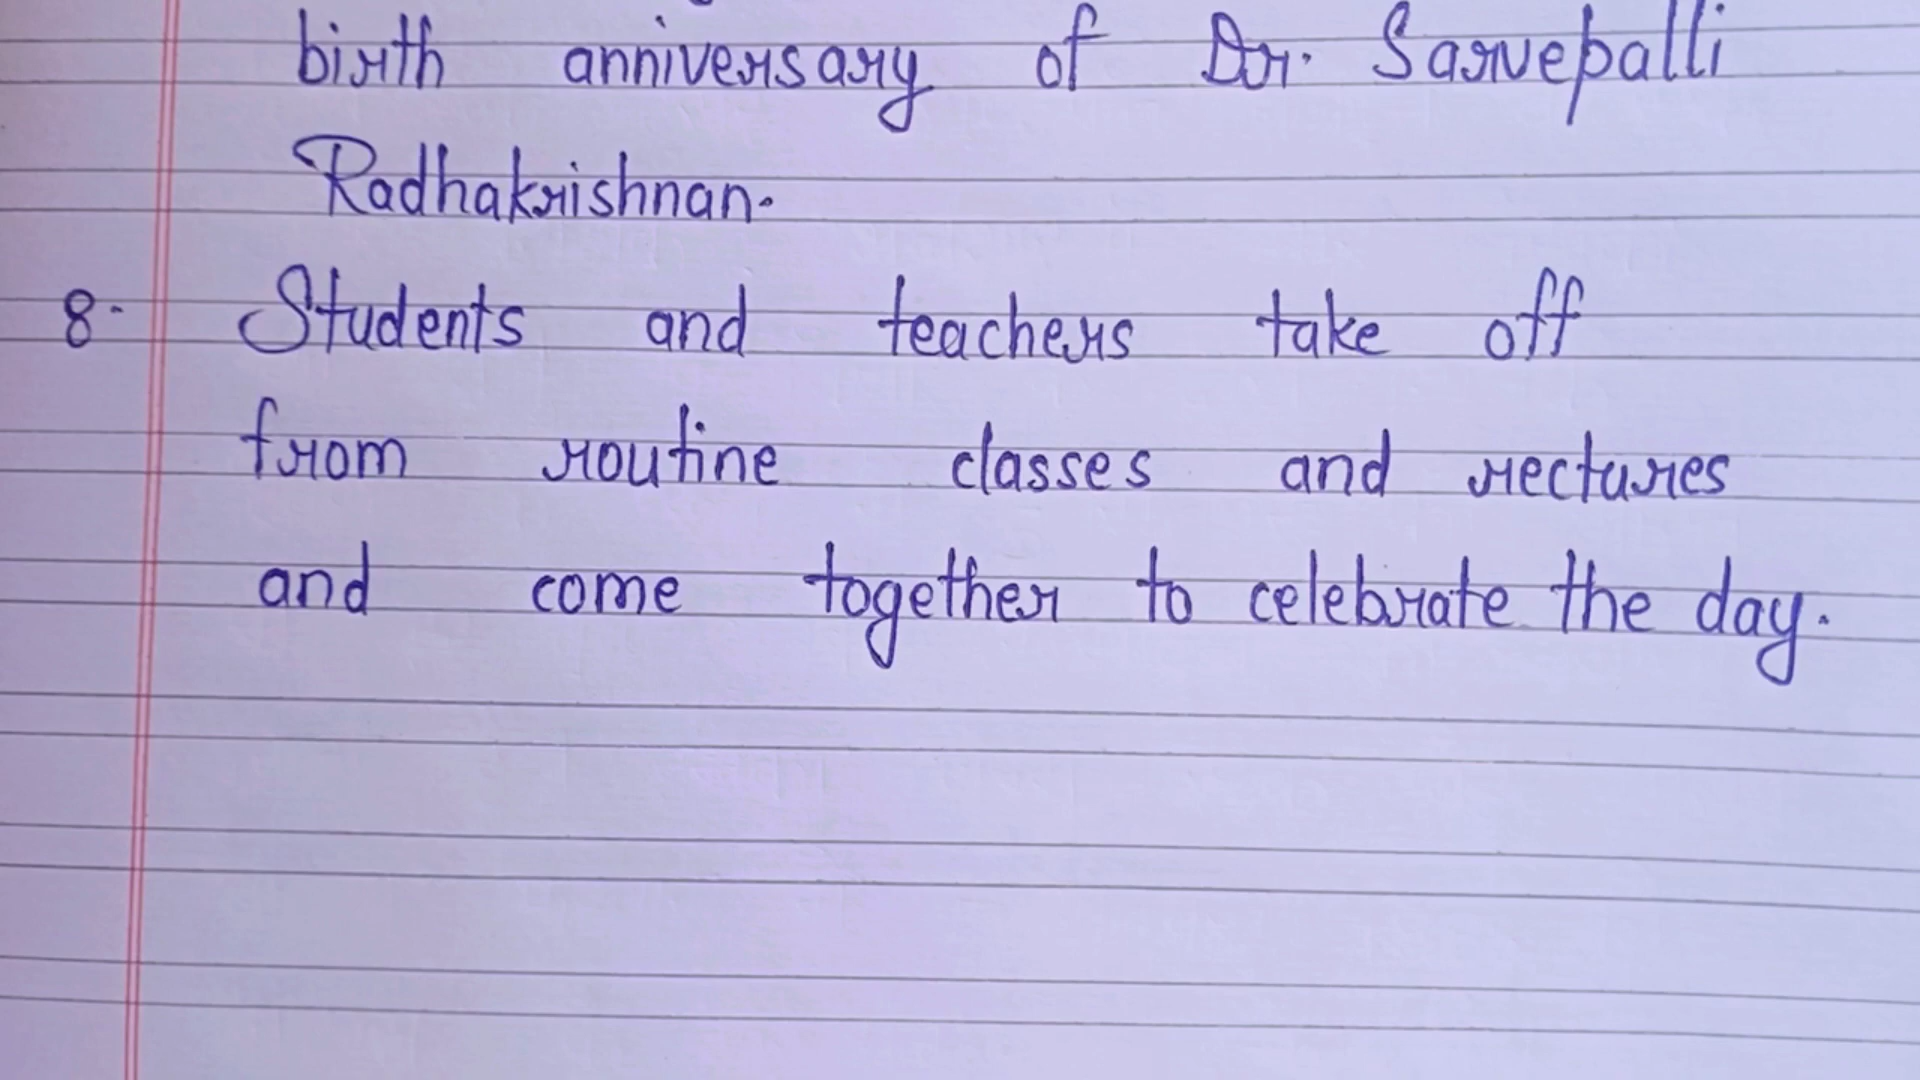 birth anniversary of Dr. Sarvepalli
Radhakrishnan.
8. Students and teachers take off
from routine classes and rectures
and come together to celebrate the day.